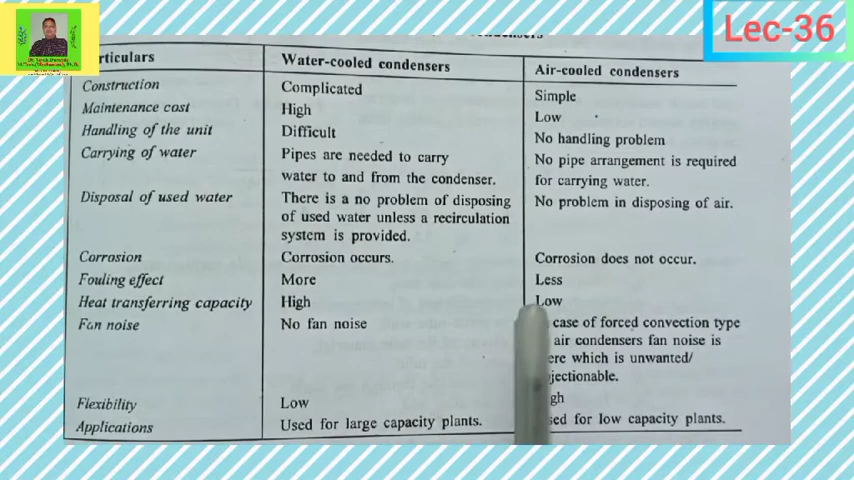 Lec-36
Particulars Water-cooled condensers Air-cooled condensers
Construction Complicated Simple
Maintenance cost High Low
Handling of the unit Difficult No handling problem
Carrying of water Pipes are needed to carry No pipe arrangement is required
water to and from the condenser. for carrying water.
Disposal of used water There is a no problem of disposing No problem in disposing of air.
of used water unless a recirculation
system is provided.
Corrosion Corrosion occurs. Corrosion does not occur.
Fouling effect More Less
Heat transferring capacity High Low
Fan noise No fan noise case of forced convection type
air condensers fan noise is
which is unwanted/
Flexibility Low
Applications Used for large capacity plants. for low capacity plants.